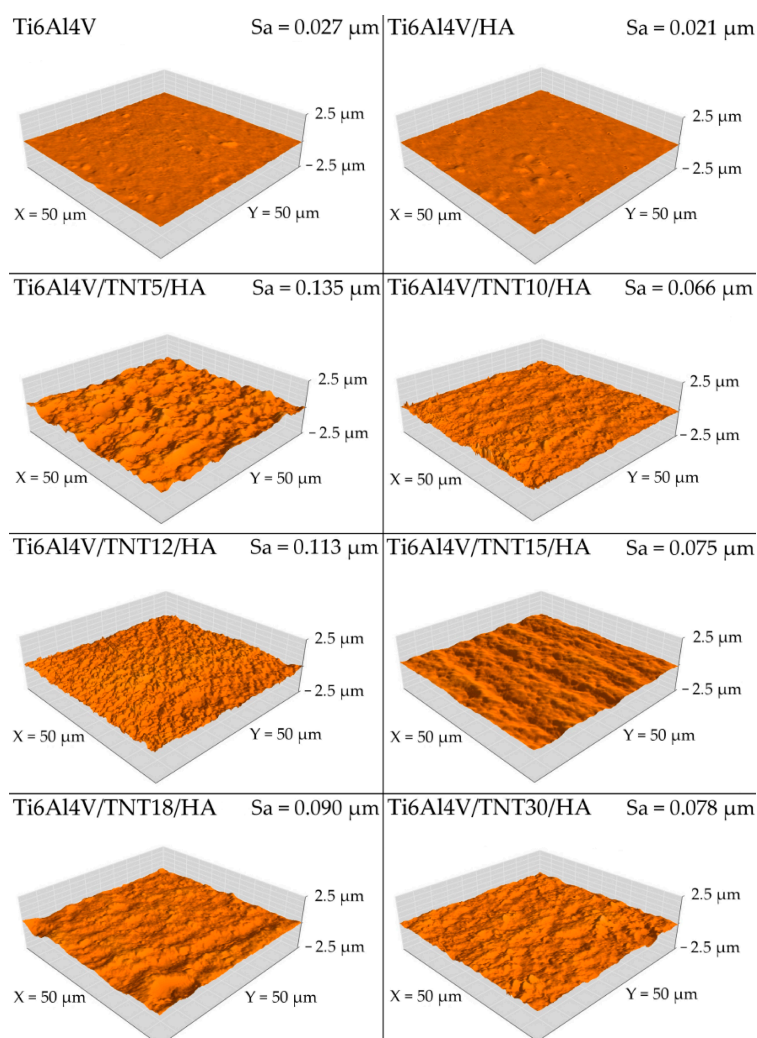 Ti6Al4V Sa = 0.027 μm
2.5 μm
– 2.5 μm
X = 50 μm
Y = 50 μm
Ti6Al4V/HA Sa = 0.021 μm
2.5 μm
– 2.5 μm
X = 50 μm
Y = 50 μm
Ti6Al4V/TNT5/HA Sa = 0.135 μm
2.5 μm
– 2.5 μm
X = 50 μm
Y = 50 μm
Ti6Al4V/TNT10/HA Sa = 0.066 μm
2.5 μm
– 2.5 μm
X = 50 μm
Y = 50 μm
Ti6Al4V/TNT12/HA Sa = 0.113 μm
2.5 μm
– 2.5 μm
X = 50 μm
Y = 50 μm
Ti6Al4V/TNT15/HA Sa = 0.075 μm
2.5 μm
– 2.5 μm
X = 50 μm
Y = 50 μm
Ti6Al4V/TNT18/HA Sa = 0.090 μm
2.5 μm
– 2.5 μm
X = 50 μm
Y = 50 μm
Ti6Al4V/TNT30/HA Sa = 0.078 μm
2.5 μm
– 2.5 μm
X = 50 μm
Y = 50 μm